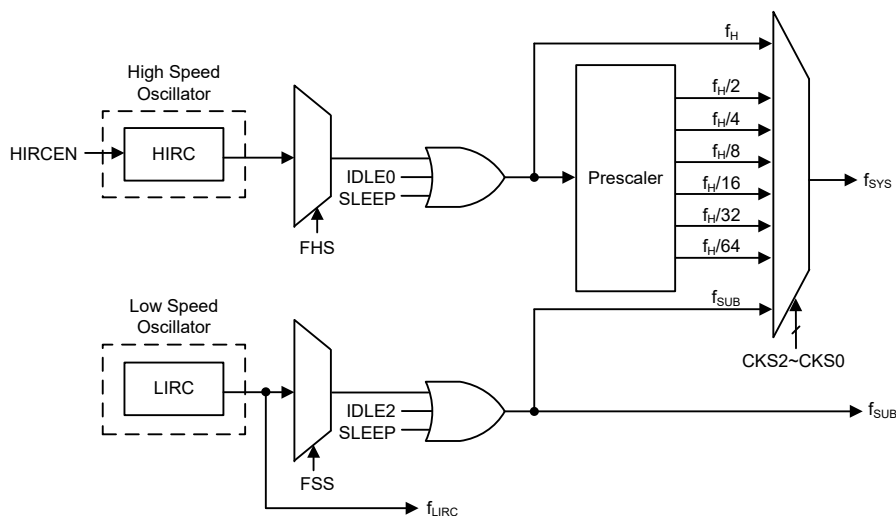 High Speed
Oscillator
HIRCEN
HIRC
FHS
IDLE0
SLEEP
Prescaler
fH
fH/2
fH/4
fH/8
fH/16
fH/32
fH/64
fSUB
CKS2~CKS0
fSYS
Low Speed
Oscillator
LIRC
FSS
IDLE2
SLEEP
fSUB
fLIRC